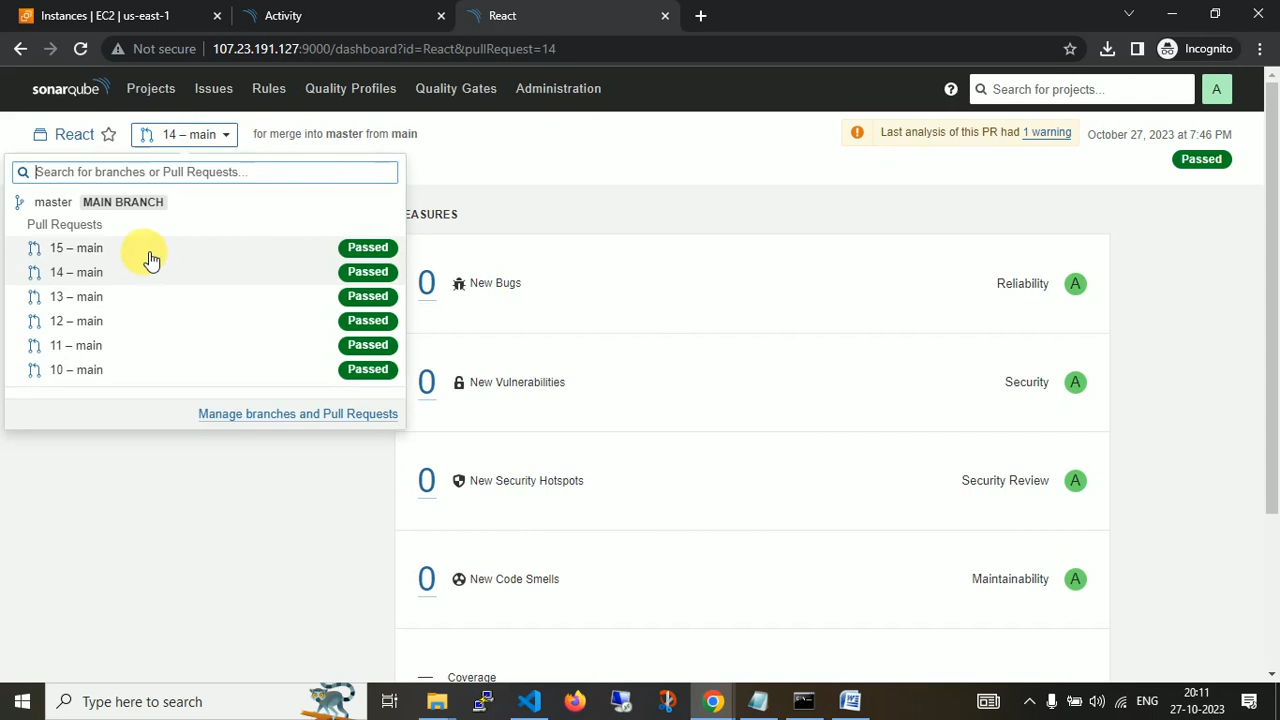 Instances | EC2 | us-east-1
Activity
React
Not secure
107.23.191.127:9000/dashboard?id=React&pullRequest=14
Incognito
sonarqube
Projects
Issues
Rules
Quality Profiles
Quality Gates
Administration
Search for projects...
A
React
14 – main
for merge into master from main
Last analysis of this PR had 1 warning
October 27, 2023 at 7:46 PM
Passed
Search for branches or Pull Requests...
master MAIN BRANCH
Pull Requests
15 – main Passed
14 – main Passed
13 – main Passed
12 – main Passed
11 – main Passed
10 – main Passed
Manage branches and Pull Requests
EASURES
0 New Bugs Reliability A
0 New Vulnerabilities Security A
0 New Security Hotspots Security Review A
0 New Code Smells Maintainability A
Coverage
Type here to search
ENG
20:11
27-10-2023